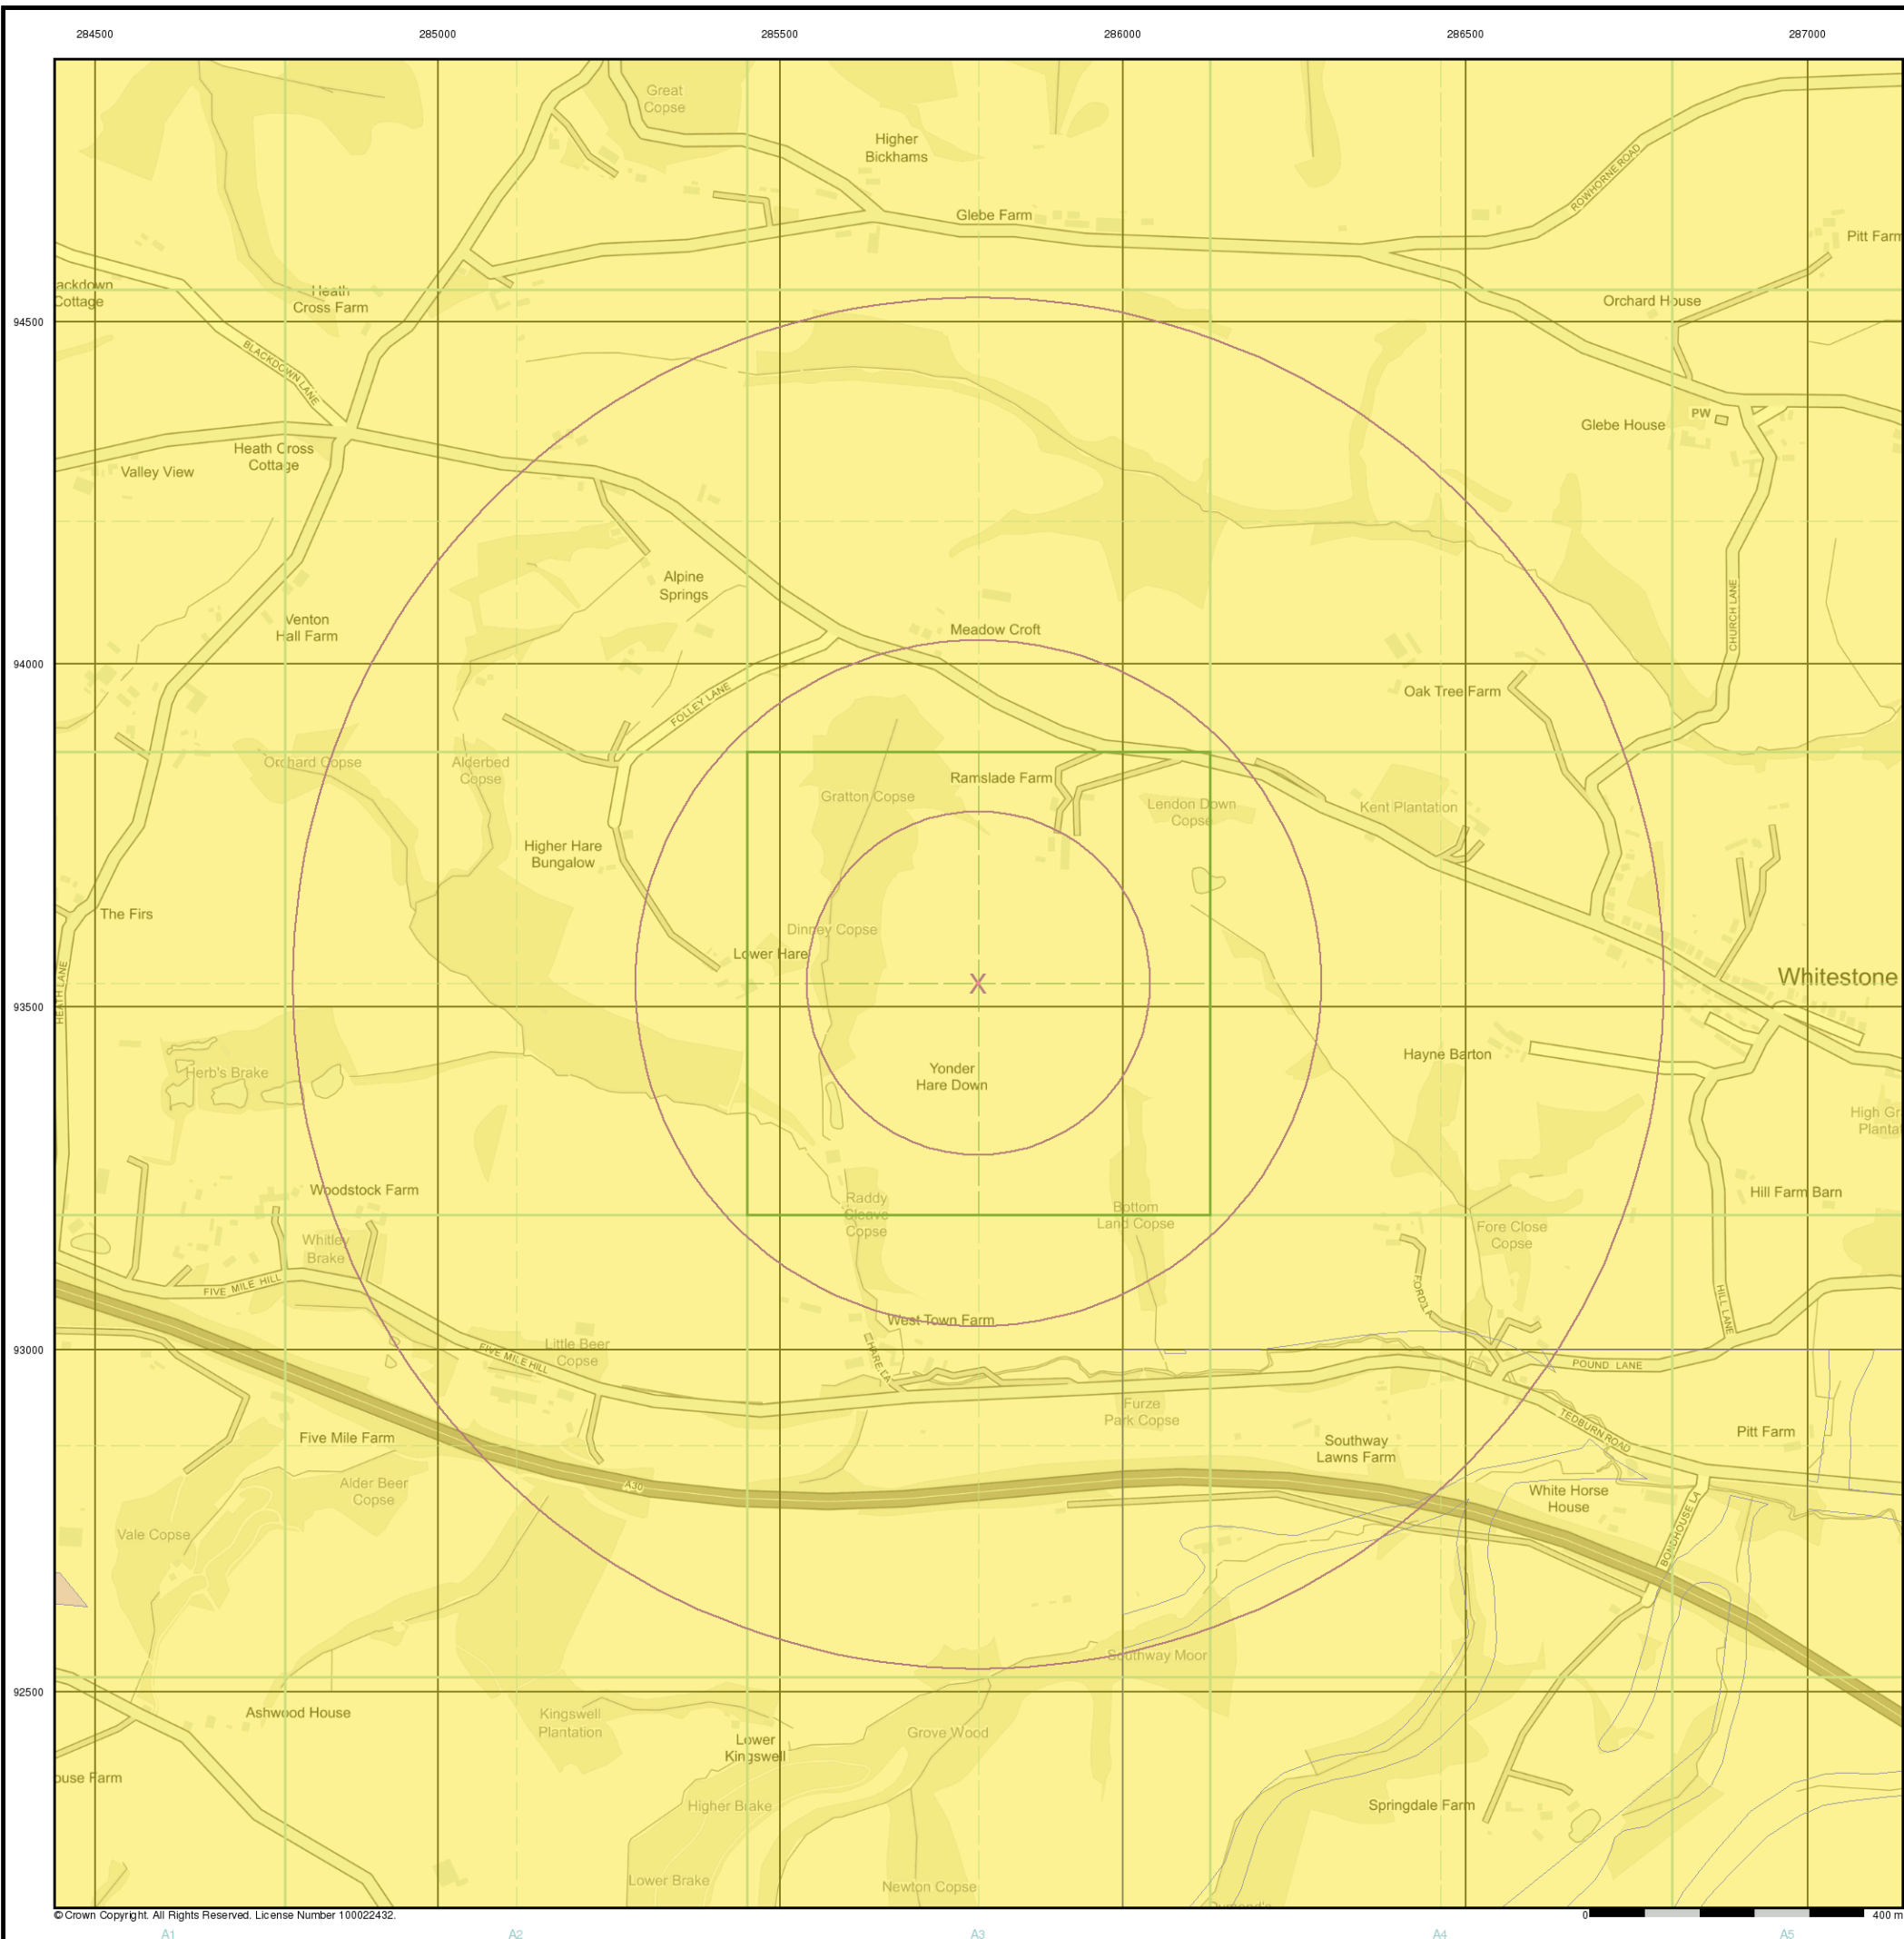 284500 285000 285500 286000 286500 287000
Great
Copse
Higher
Bickhams
ROWHORNE ROAD
Glebe Farm
Pitt Farm
ackdown
Cottage
Heath
Cross Farm
Orchard House
94500
BLACKDOWN LANE
PW
Glebe House
Heath Cross
Cottage
Valley View
Alpine
Springs
CHURCH LANE
Venton
Hall Farm
Meadow Croft
94000
FOLLEY LANE
Oak Tree Farm
Orchard Copse
Alderbed
Copse
Ramslade Farm
Gratton Copse
Lendon Down
Copse
Kent Plantation
Higher Hare
Bungalow
The Firs
Dinney Copse
Lower Hare
HEATH LANE
X
Whitestone
93500
Hayne Barton
Herb's Brake
Yonder
Hare Down
High Gr
Planta
Woodstock Farm
Hill Farm Barn
Raddy
Cleave
Copse
Bottom
Land Copse
Fore Close
Copse
Whitley
Brake
FIVE MILE HILL
FORD LA
HILL LANE
West Town Farm
93000
Little Beer
Copse
FIVE MILE HILL
CHARE LA
POUND LANE
Furze
Park Copse
TEDBURN ROAD
Five Mile Farm
Southway
Lawns Farm
Pitt Farm
Alder Beer
Copse
A30
White Horse
House
Vale Copse
BONDHOUSE LA
Southway Moor
92500
Ashwood House
Kingswell
Plantation
Grove Wood
Lower
Kingswell
ouse Farm
Higher Brake
Springdale Farm
Lower Brake
Newton Copse
© Crown Copyright. All Rights Reserved. License Number 100022432.
0 400 m
A1 A2 A3 A4 A5